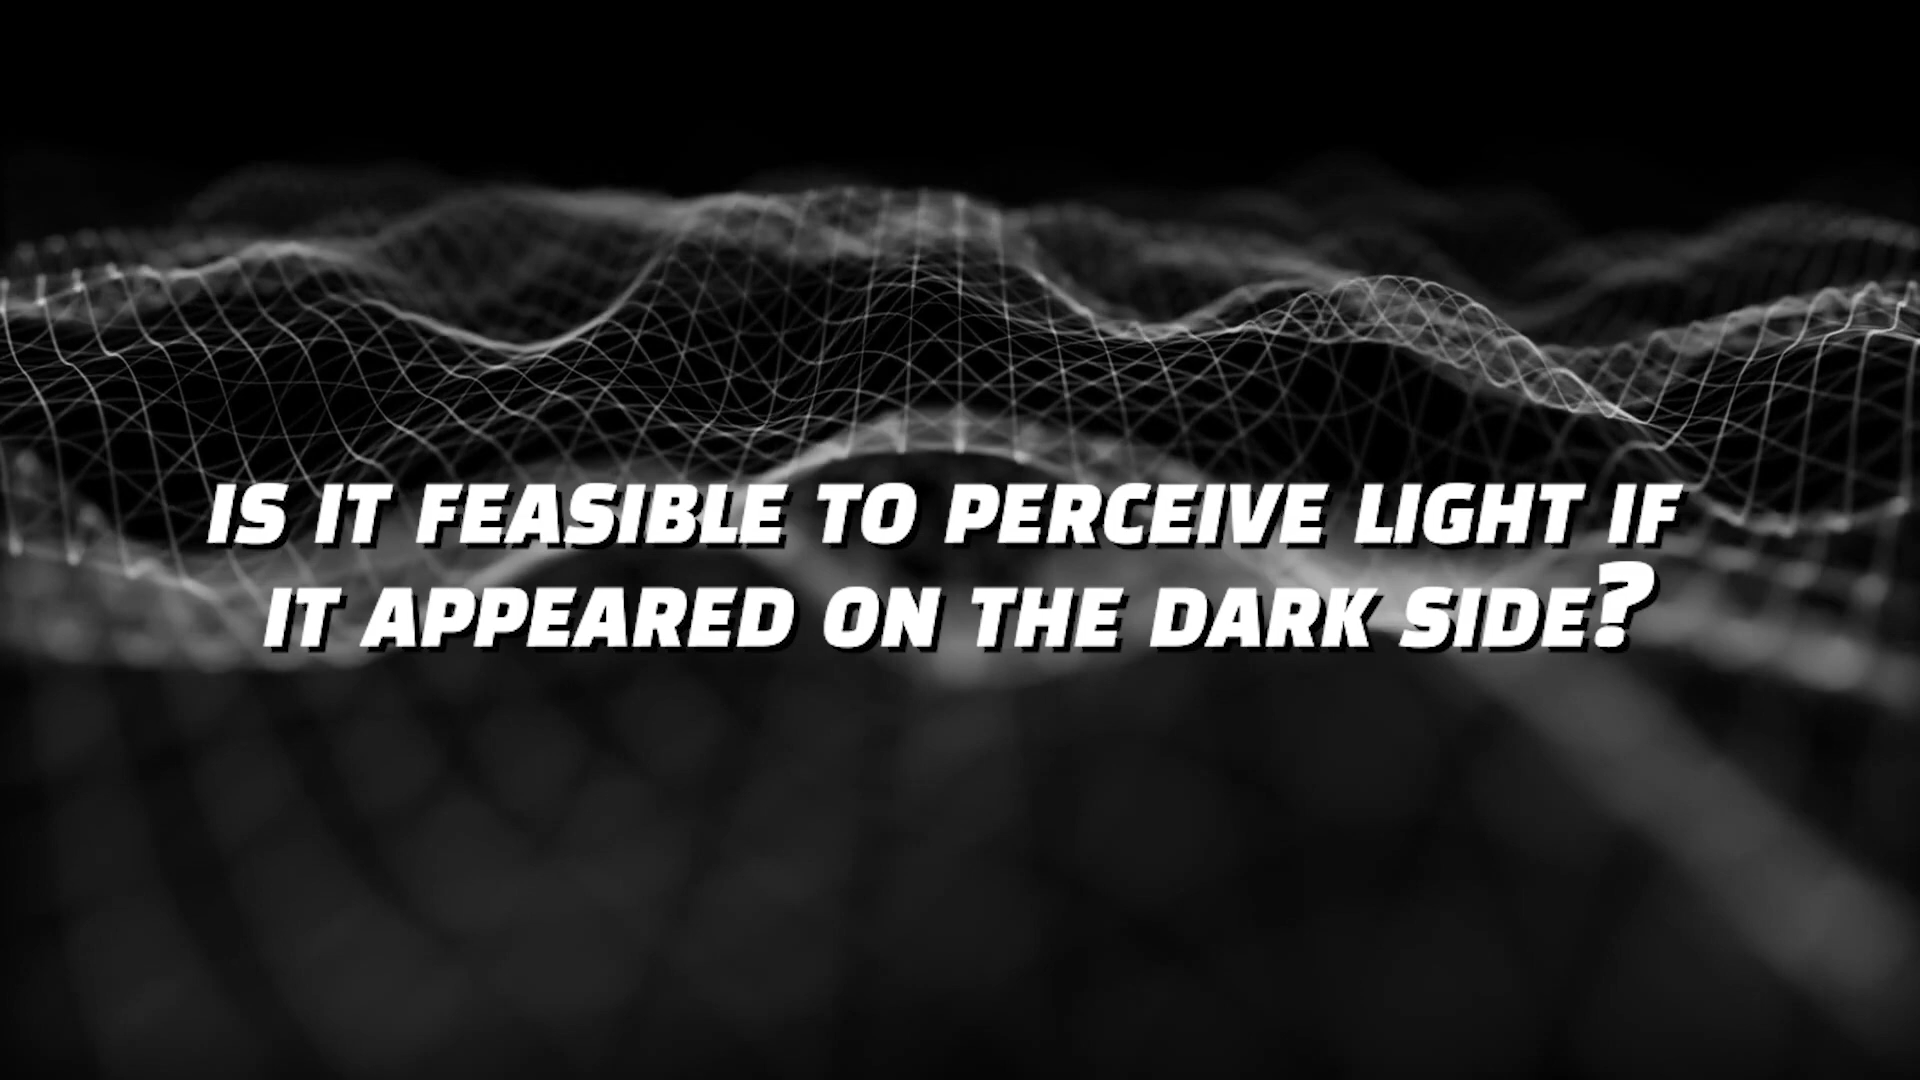 IS IT FEASIBLE TO PERCEIVE LIGHT IF
IT APPEARED ON THE DARK SIDE?